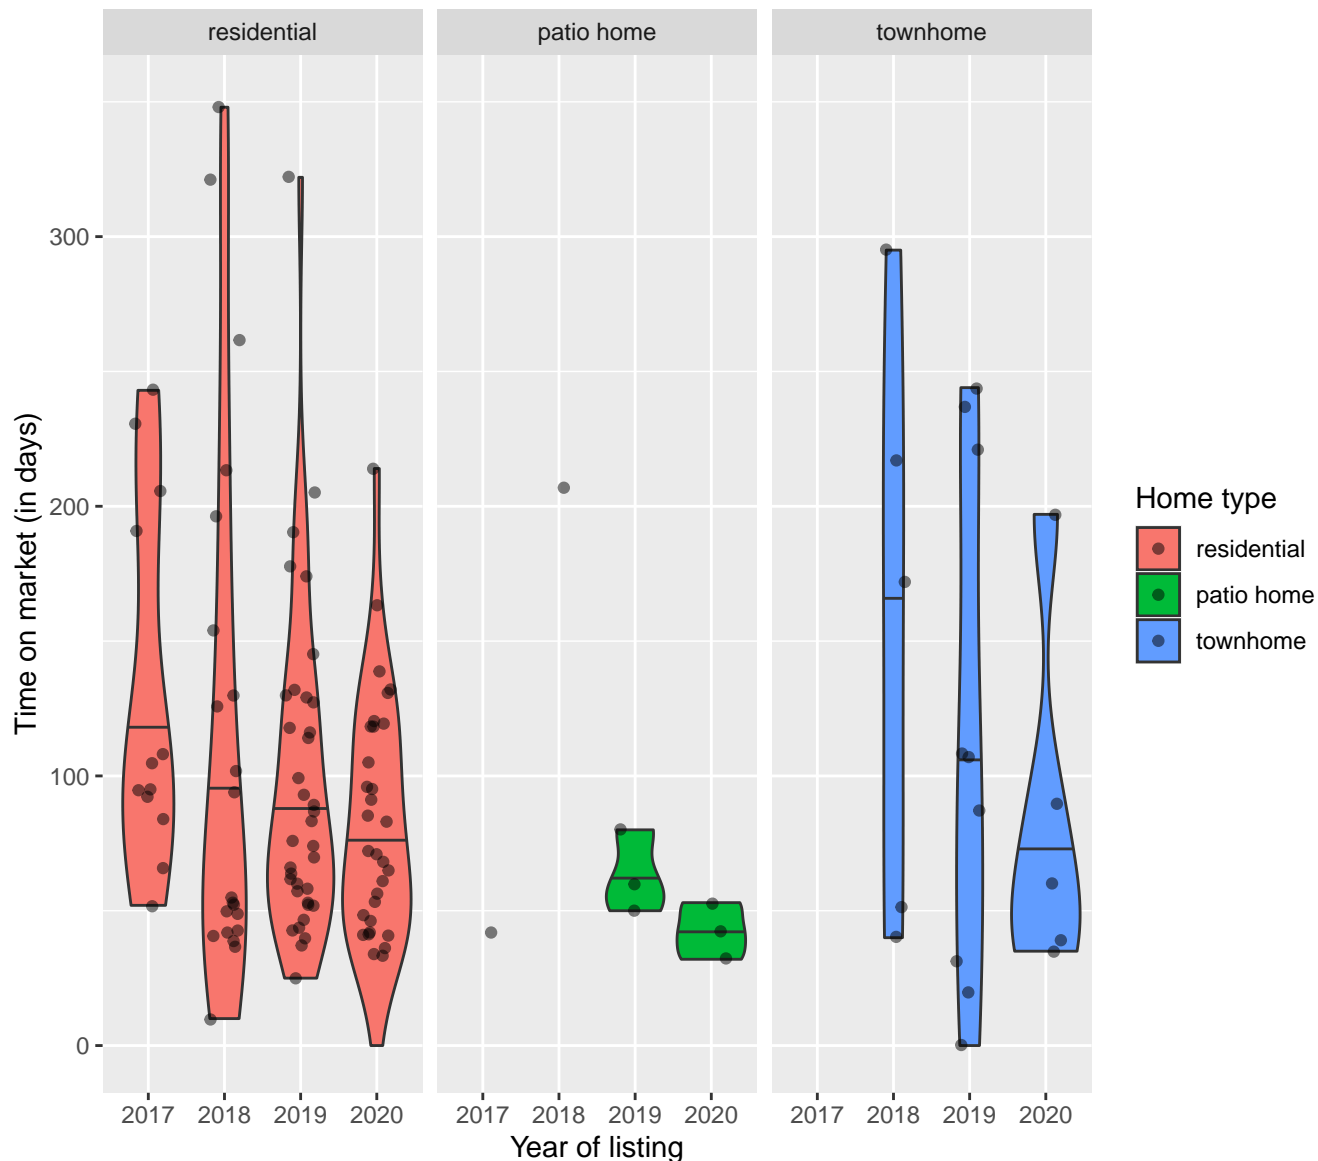 residential patio home townhome
300
200
100
0
Time on market (in days)
2017 2018 2019 2020 2017 2018 2019 2020 2017 2018 2019 2020
Year of listing
Home type
residential
patio home
townhome